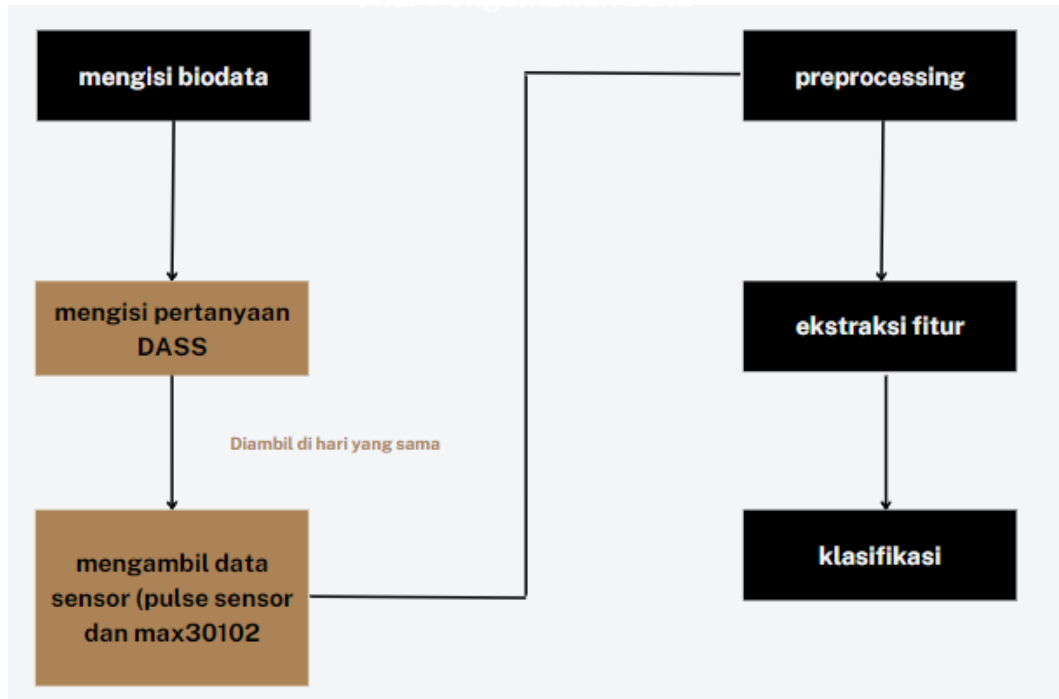 mengisi biodata
mengisi pertanyaan
DASS
Diambil di hari yang sama
mengambil data
sensor (pulse sensor
dan max30102
preprocessing
ekstraksi fitur
klasifikasi